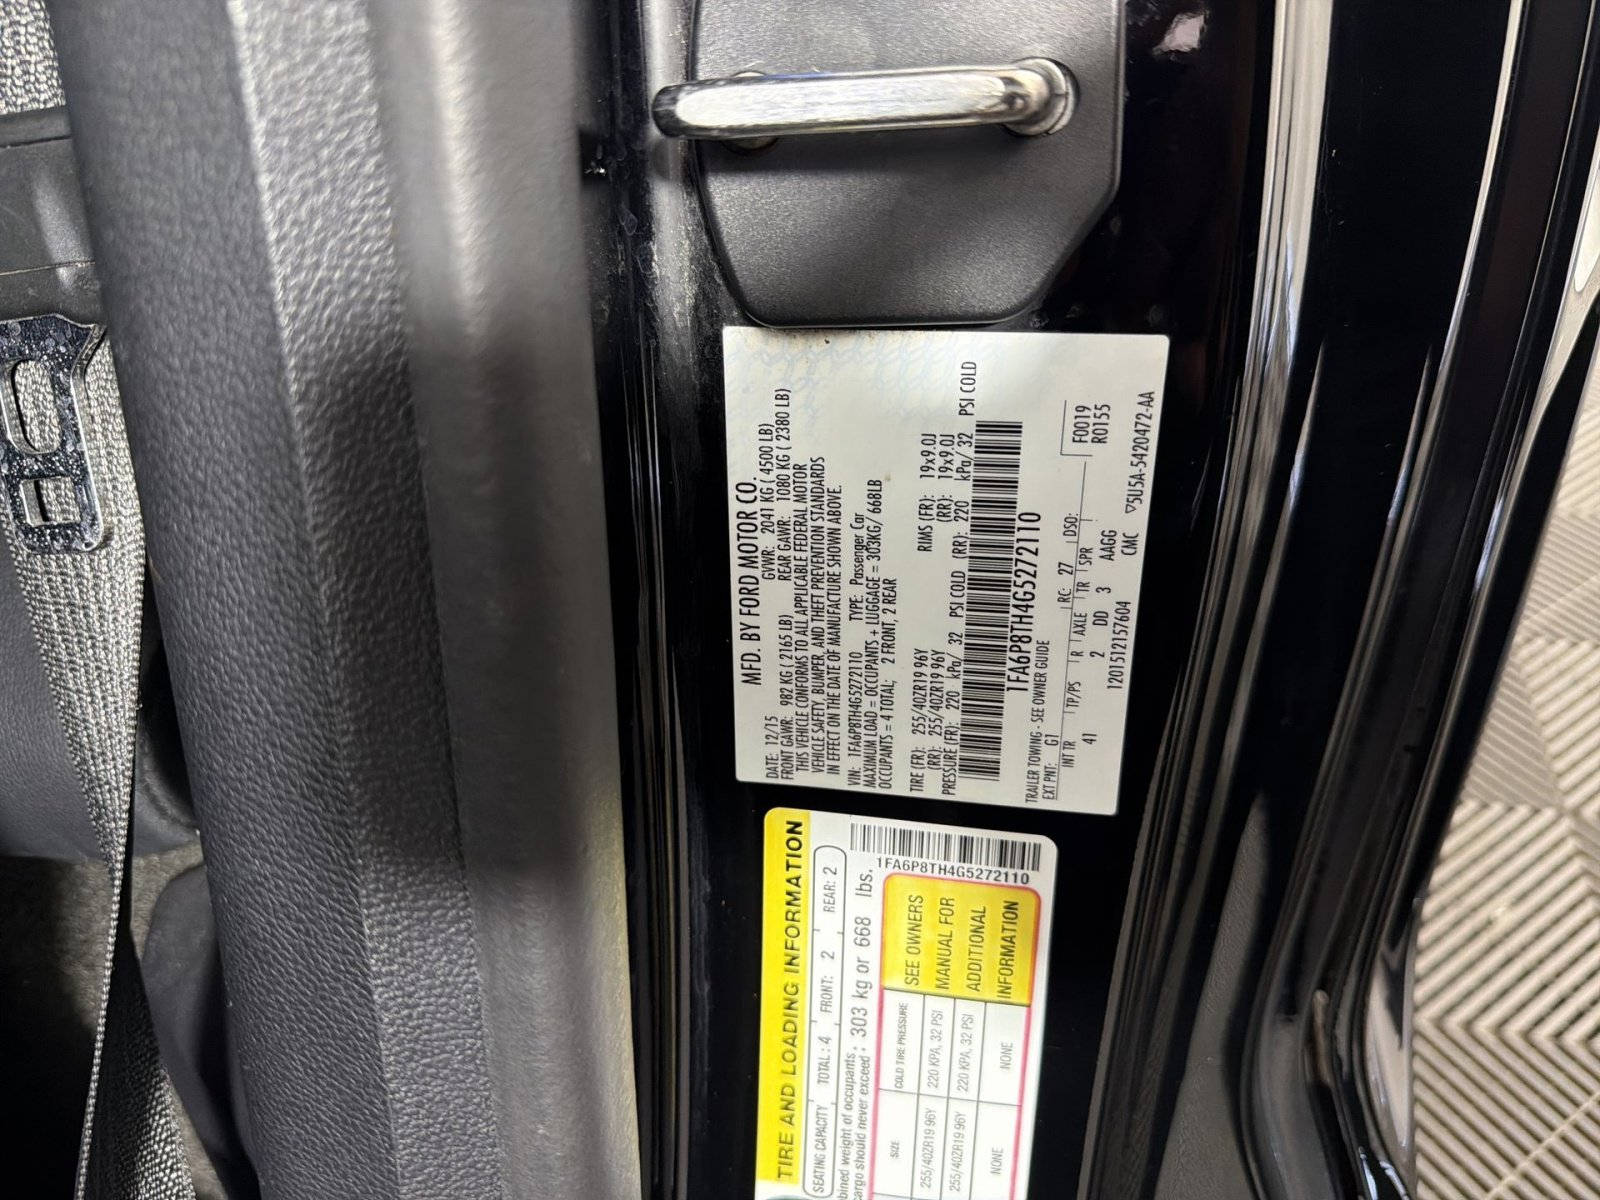 MFD. BY FORD MOTOR CO.
DATE: 12/15 GVWR: 2041 KG ( 4500 LB)
FRONT GAWR: 982 KG ( 2165 LB) REAR GAWR: 1080 KG ( 2380 LB)
THIS VEHICLE CONFORMS TO ALL APPLICABLE FEDERAL MOTOR
VEHICLE SAFETY, BUMPER, AND THEFT PREVENTION STANDARDS
IN EFFECT ON THE DATE OF MANUFACTURE SHOWN ABOVE.
VIN: 1FA6P8TH4G5272110 TYPE: Passenger Car
MAXIMUM LOAD = OCCUPANTS + LUGGAGE = 303KG/ 668LB
OCCUPANTS = 4 TOTAL; 2 FRONT, 2 REAR
TIRE (FR): 255/40ZR19 96Y RIMS (FR): 19x9.0J
(RR): 255/40ZR19 96Y (RR): 19x9.0J
PRESSURE (FR): 220 kPa/ 32 PSI COLD (RR): 220 kPa/ 32 PSI COLD
1FA6P8TH4G5272110
TRAILER TOWING - SEE OWNER GUIDE
EXT PNT: G1 RC: 27 DSO: F0019
INT TR TP/PS R AXLE TR SPR R0155
41 2 DD 3 AAGG
120151215​7604 CMC ▽5U5A-5420472-AA
TIRE AND LOADING INFORMATION
SEATING CAPACITY TOTAL: 4 FRONT: 2 REAR: 2
bined weight of occupants
cargo should never exceed: 303 kg or 668 lbs.
1FA6P8TH4G5272110
SIZE COLD TIRE PRESSURE
255/40ZR19 96Y 220 KPA, 32 PSI
255/40ZR19 96Y 220 KPA, 32 PSI
NONE NONE
SEE OWNERS
MANUAL FOR
ADDITIONAL
INFORMATION